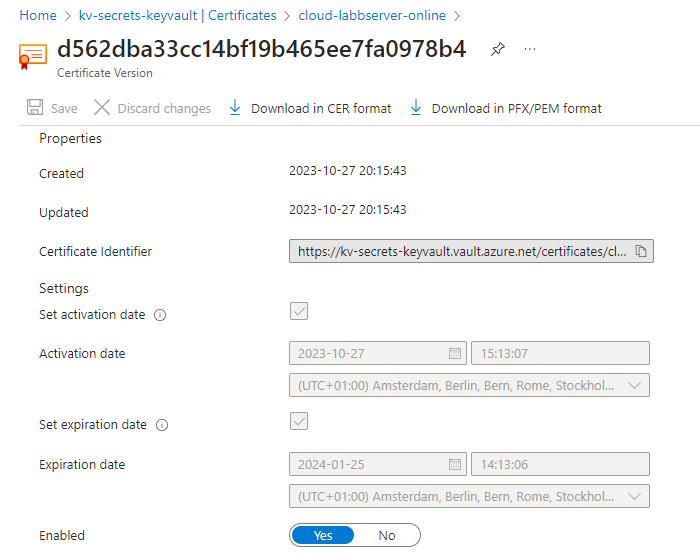 Home > kv-secrets-keyvault | Certificates > cloud-labbserver-online >
d562dba33cc14bf19b465ee7fa0978b4
Certificate Version
Save Discard changes Download in CER format Download in PFX/PEM format
Properties
Created 2023-10-27 20:15:43
Updated 2023-10-27 20:15:43
Certificate Identifier https://kv-secrets-keyvault.vault.azure.net/certificates/cl...
Settings
Set activation date
Activation date 2023-10-27 15:13:07
(UTC+01:00) Amsterdam, Berlin, Bern, Rome, Stockhol...
Set expiration date
Expiration date 2024-01-25 14:13:06
(UTC+01:00) Amsterdam, Berlin, Bern, Rome, Stockhol...
Enabled Yes No